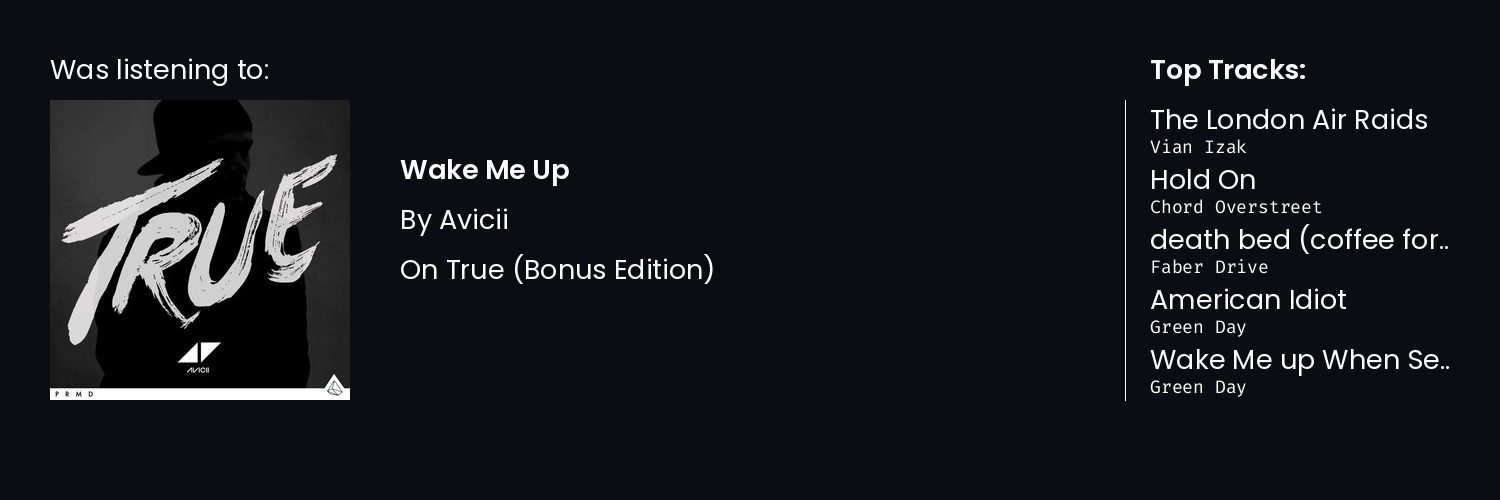 Was listening to:
TRUE
AVICII
PRMD
Wake Me Up
By Avicii
On True (Bonus Edition)
Top Tracks:
The London Air Raids
Vian Izak
Hold On
Chord Overstreet
death bed (coffee for..
Faber Drive
American Idiot
Green Day
Wake Me up When Se..
Green Day